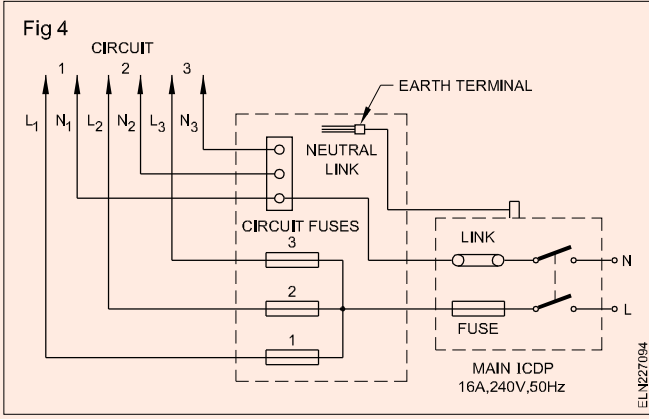 Fig 4
CIRCUIT
1 2 3
L1 N1 L2 N2 L3 N3
EARTH TERMINAL
NEUTRAL
LINK
CIRCUIT FUSES
3
2
1
LINK
N
L
FUSE
MAIN ICDP
16A,240V,50Hz
ELN227094